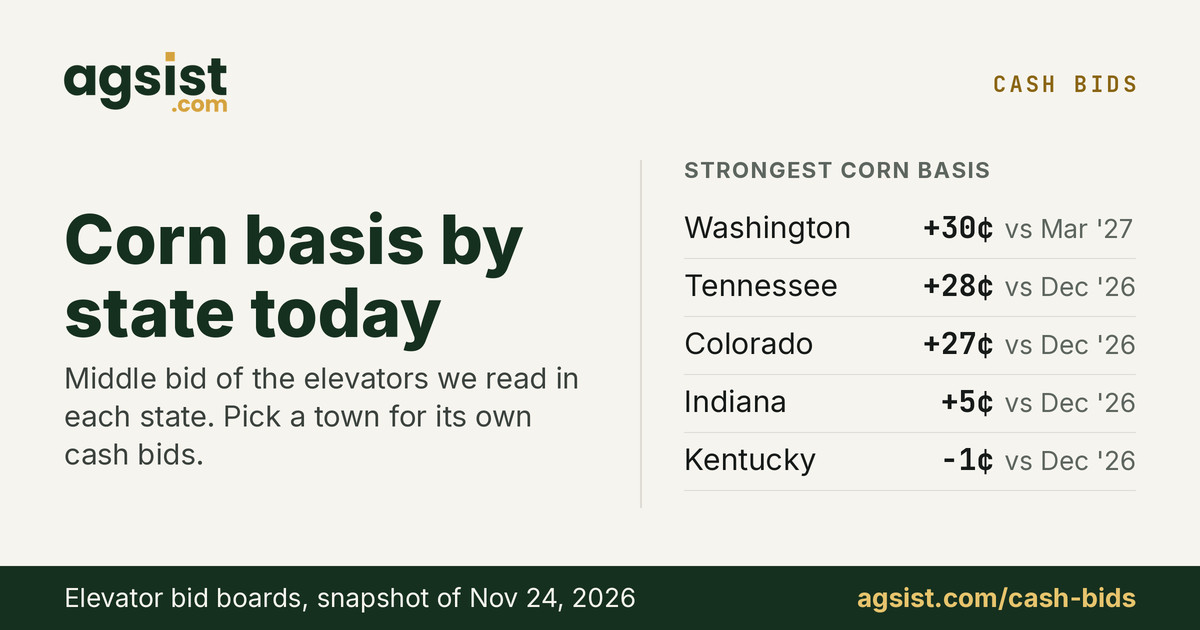 agsist
.com
CASH BIDS
Corn basis by
state today
Middle bid of the elevators we read in
each state. Pick a town for its own
cash bids.
STRONGEST CORN BASIS
Washington +30¢ vs Mar '27
Tennessee +28¢ vs Dec '26
Colorado +27¢ vs Dec '26
Indiana +5¢ vs Dec '26
Kentucky -1¢ vs Dec '26
Elevator bid boards, snapshot of Nov 24, 2026
agsist.com/cash-bids